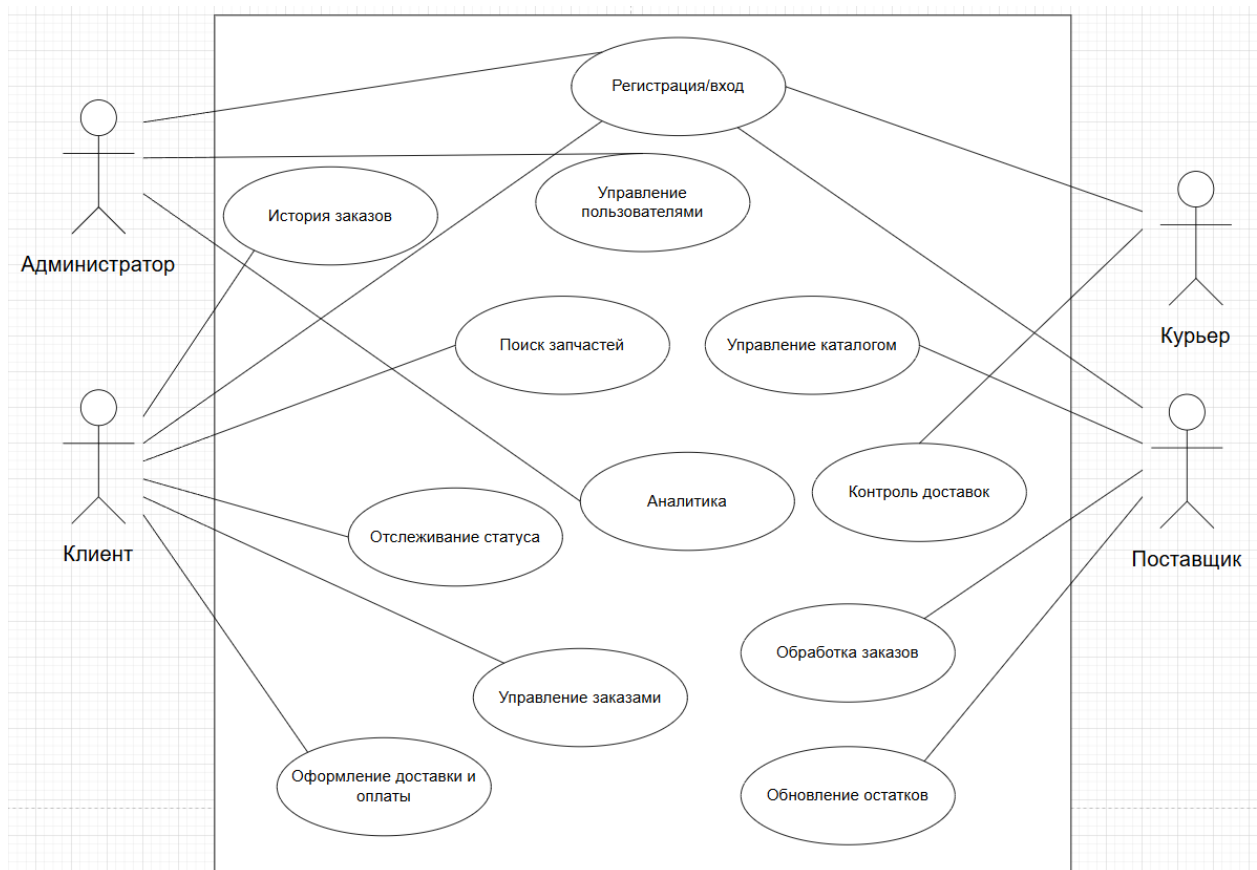 Регистрация/вход
Управление
пользователями
История заказов
Администратор
Курьер
Поиск запчастей
Управление каталогом
Аналитика
Контроль доставок
Отслеживание статуса
Клиент
Поставщик
Обработка заказов
Управление заказами
Оформление доставки и
оплаты
Обновление остатков